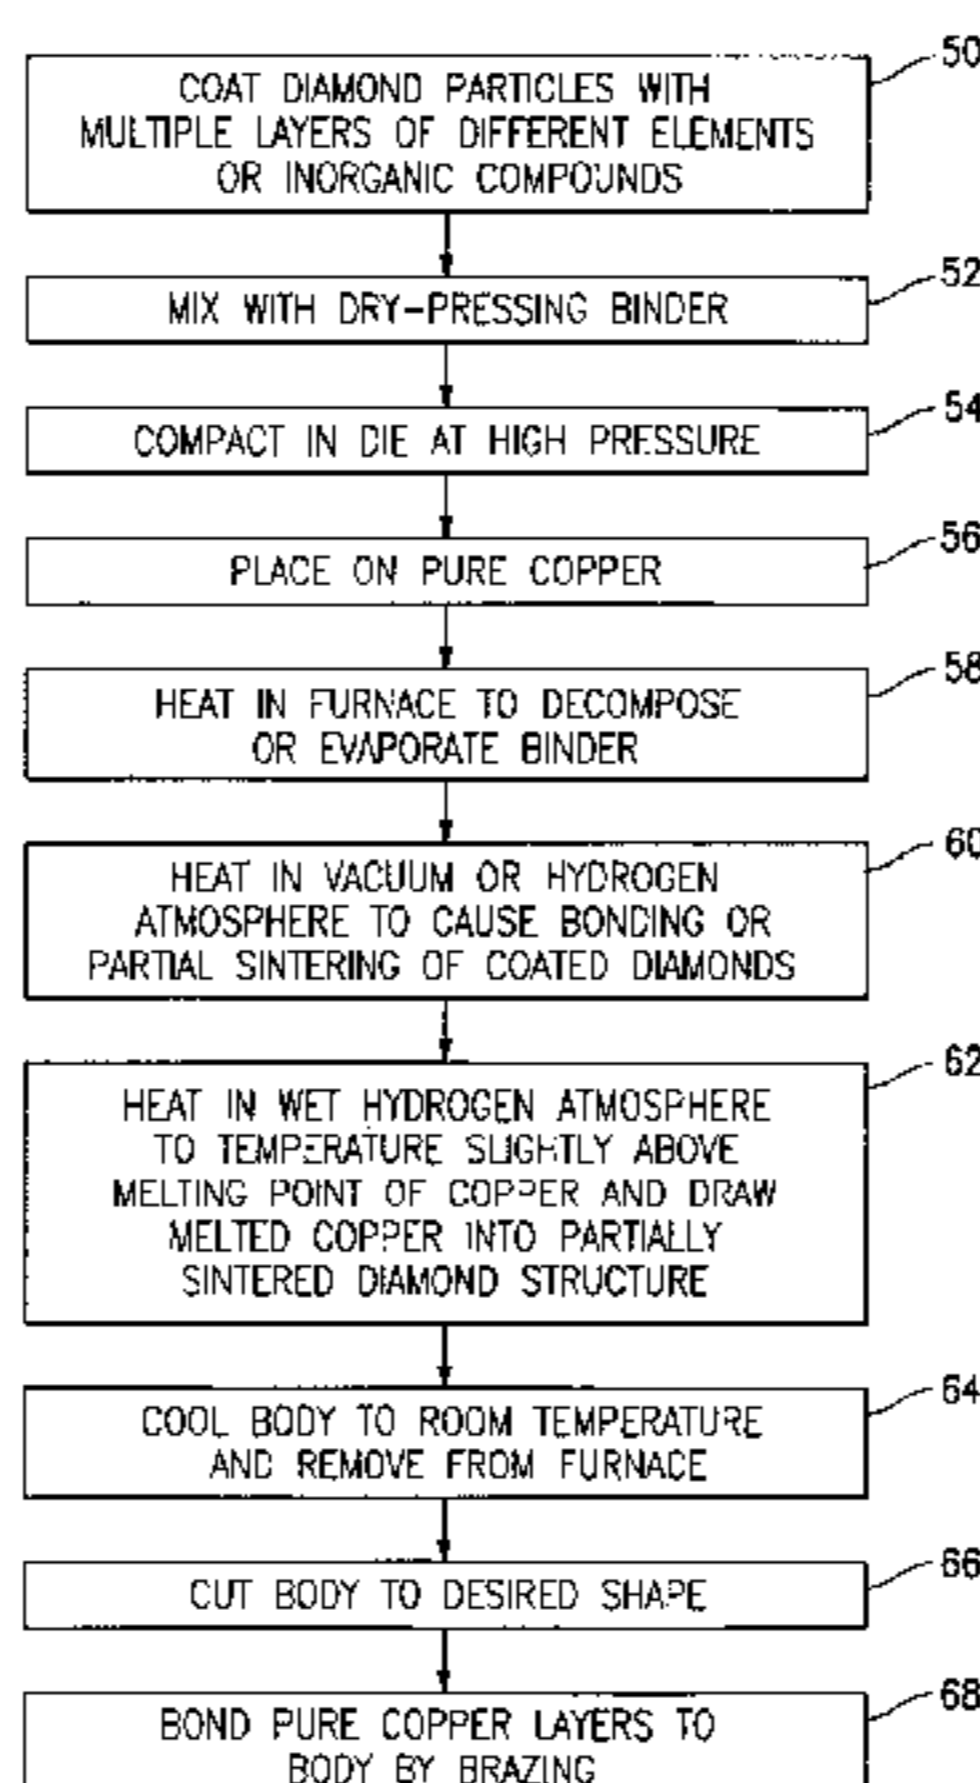 50
COAT DIAMOND PARTICLES WITH
MULTIPLE LAYERS OF DIFFERENT ELEMENTS
OR INORGANIC COMPOUNDS
52
MIX WITH DRY-PRESSING BINDER
54
COMPACT IN DIE AT HIGH PRESSURE
56
PLACE ON PURE COPPER
58
HEAT IN FURNACE TO DECOMPOSE
OR EVAPORATE BINDER
60
HEAT IN VACUUM OR HYDROGEN
ATMOSPHERE TO CAUSE BONDING OR
PARTIAL SINTERING OF COATED DIAMONDS
62
HEAT IN WET HYDROGEN ATMOSPHERE
TO TEMPERATURE SLIGHTLY ABOVE
MELTING POINT OF COPPER AND DRAW
MELTED COPPER INTO PARTIALLY
SINTERED DIAMOND STRUCTURE
64
COOL BODY TO ROOM TEMPERATURE
AND REMOVE FROM FURNACE
66
CUT BODY TO DESIRED SHAPE
68
BOND PURE COPPER LAYERS TO
BODY BY BRAZING